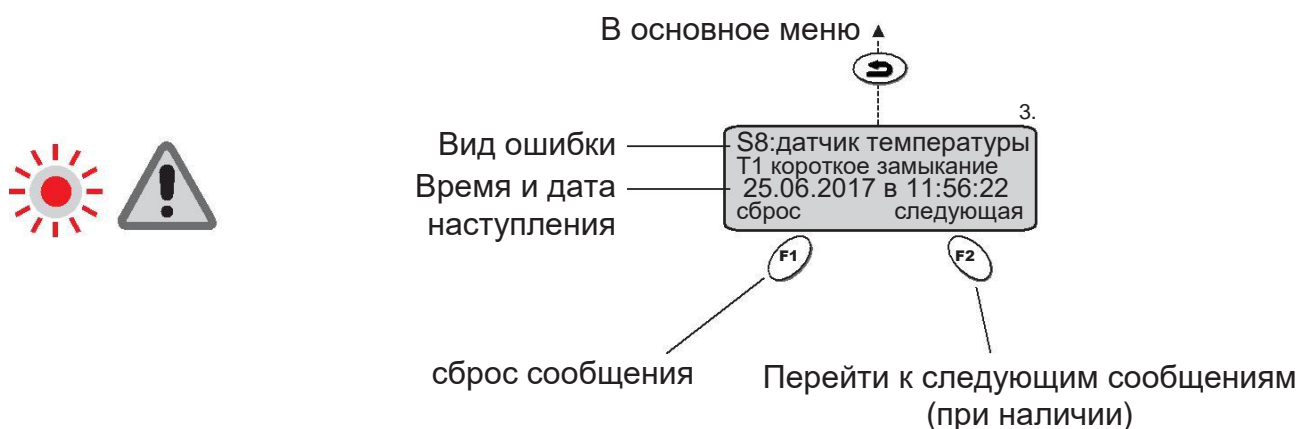 В основное меню
3.
Вид ошибки
S8:датчик температуры
T1 короткое замыкание
Время и дата
наступления
25.06.2017 в 11:56:22
сброс следующая
F1 F2
сброс сообщения
Перейти к следующим сообщениям
(при наличии)